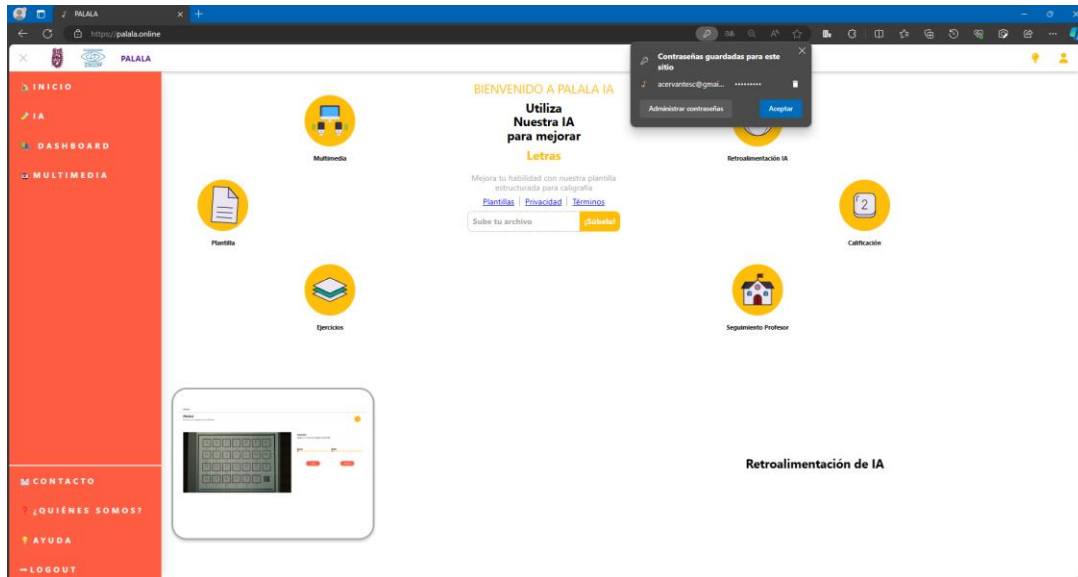 PALALA
https://palala.online
PALALA
INICIO
IA
DASHBOARD
MULTIMEDIA
CONTACTO
¿QUIÉNES SOMOS?
AYUDA
LOGOUT
Contraseñas guardadas para este
sitio
acervantesc@gmai... •••••••••
Administrar contraseñas
Aceptar
BIENVENIDO A PALALA IA
Utiliza
Nuestra IA
para mejorar
Letras
Mejora tu habilidad con nuestra plantilla
estructurada para caligrafía
Plantillas | Privacidad | Términos
Sube tu archivo
¡Súbelo!
Multimedia
Retroalimentación IA
Plantilla
2
Calificación
Ejercicios
Seguimiento Profesor
Retroalimentación de IA